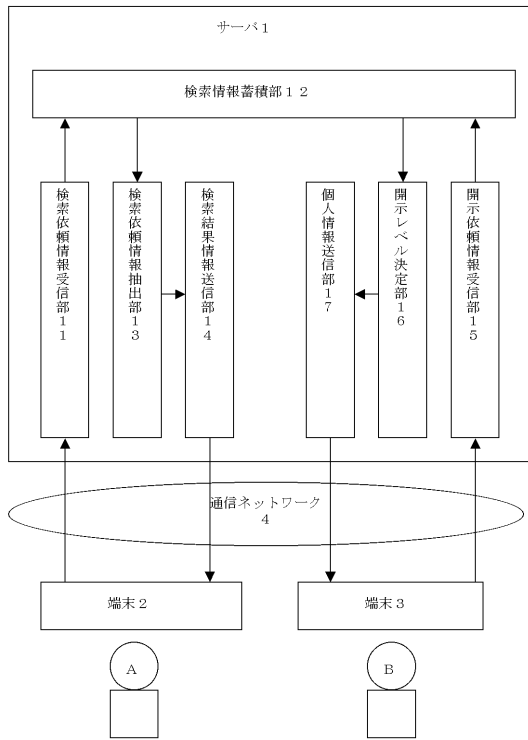 サーバ１
検索情報蓄積部１２
検索依頼情報受信部１１
検索依頼情報抽出部１３
検索結果情報送信部１４
個人情報送信部１７
開示レベル決定部１６
開示依頼情報受信部１５
通信ネットワーク
４
端末２
端末３
Ａ
Ｂ